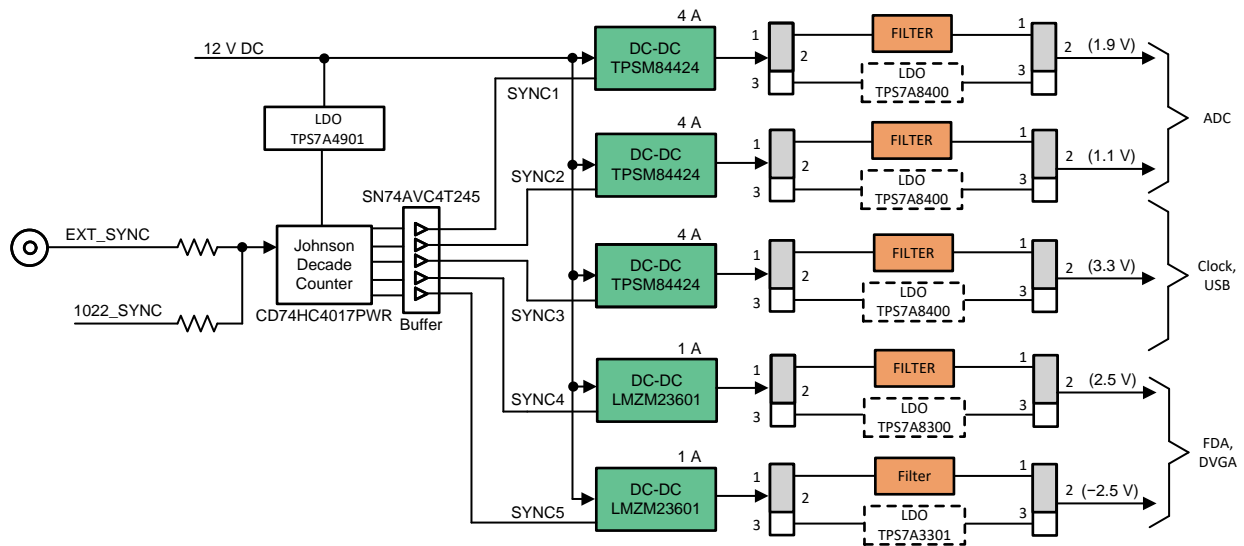 12 V DC
LDO
TPS7A4901
EXT_SYNC
1022_SYNC
Johnson
Decade
Counter
CD74HC4017PWR
SN74AVC4T245
Buffer
SYNC1
SYNC2
SYNC3
SYNC4
SYNC5
4 A
DC-DC
TPSM84424
1
2
3
FILTER
LDO
TPS7A8400
1
2
3
(1.9 V)
4 A
DC-DC
TPSM84424
1
2
3
FILTER
LDO
TPS7A8400
1
2
3
(1.1 V)
ADC
4 A
DC-DC
TPSM84424
1
2
3
FILTER
LDO
TPS7A8400
1
2
3
(3.3 V)
Clock,
USB
1 A
DC-DC
LMZM23601
1
2
3
FILTER
LDO
TPS7A8300
1
2
3
(2.5 V)
1 A
DC-DC
LMZM23601
1
2
3
Filter
LDO
TPS7A3301
1
2
3
(−2.5 V)
FDA,
DVGA